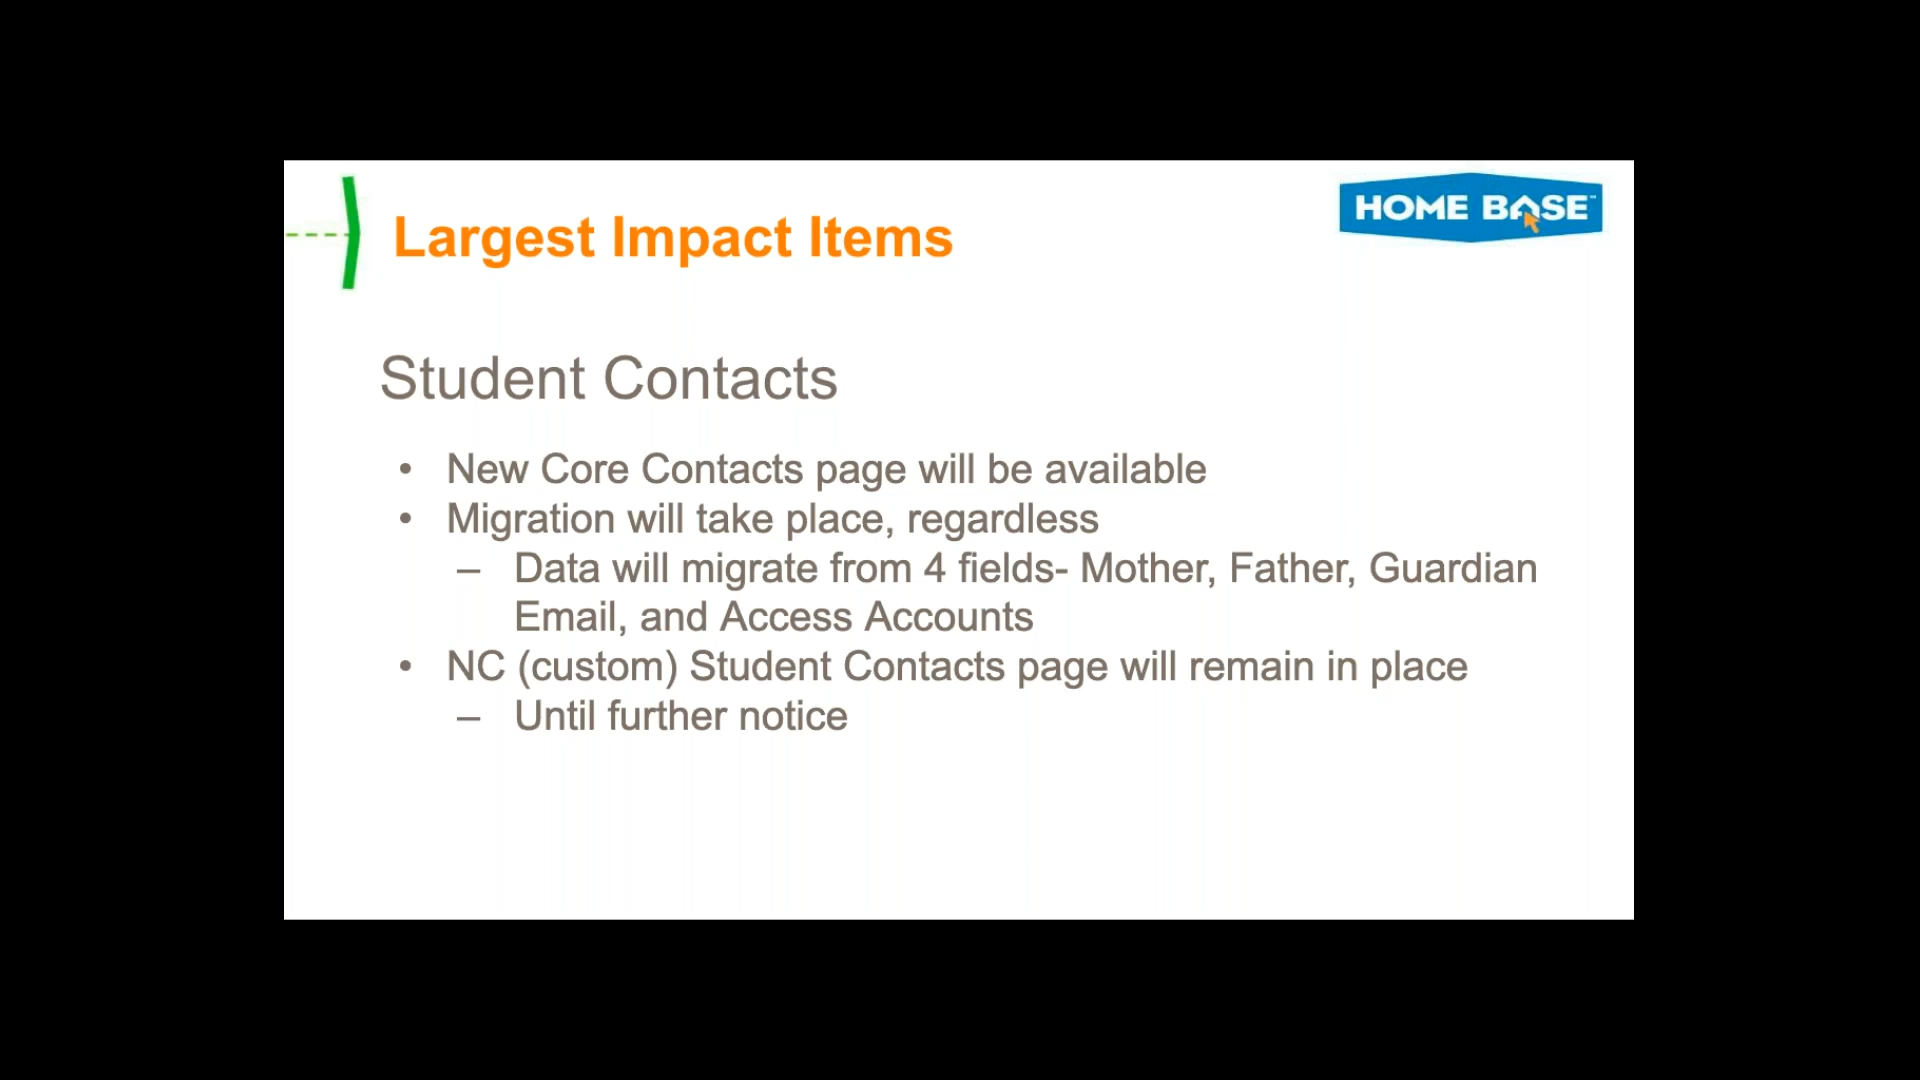 HOME BASE™
Largest Impact Items
Student Contacts
• New Core Contacts page will be available
• Migration will take place, regardless
– Data will migrate from 4 fields- Mother, Father, Guardian
Email, and Access Accounts
• NC (custom) Student Contacts page will remain in place
– Until further notice